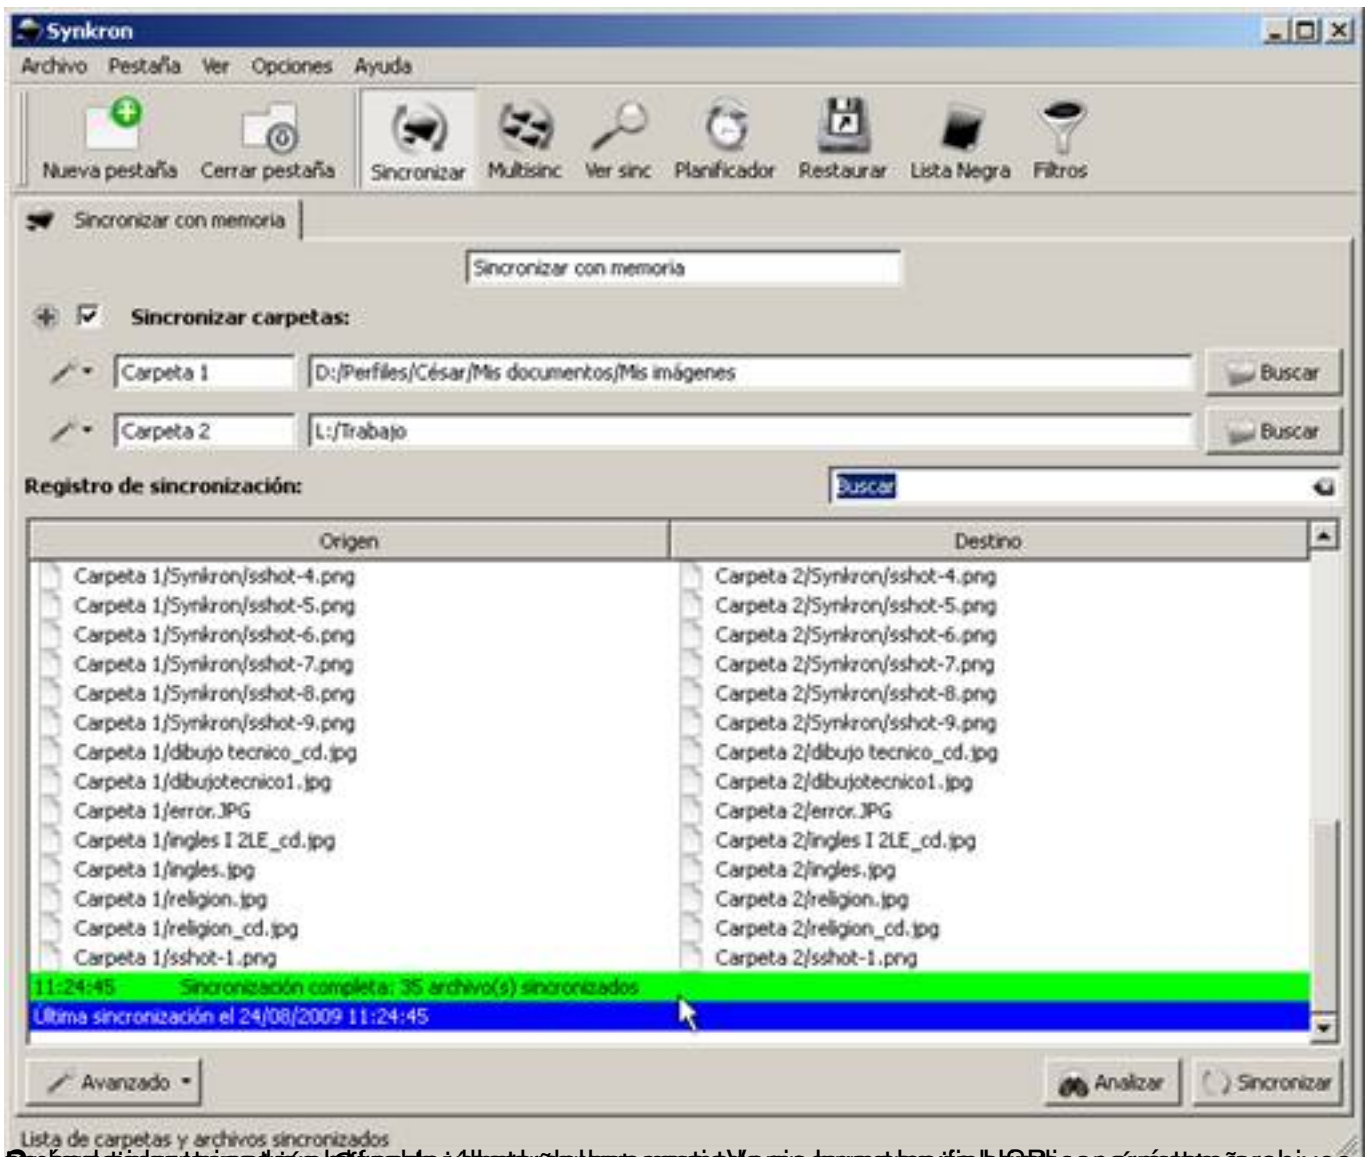 Synkron
Archivo Pestaña Ver Opciones Ayuda
Nueva pestaña Cerrar pestaña Sincronizar Multisinc Ver sinc Planificador Restaurar Lista Negra Filtros
Sincronizar con memoria
Sincronizar con memoria
Sincronizar carpetas:
Carpeta 1 D:/Perfiles/César/Mis documentos/Mis imágenes Buscar
Carpeta 2 L:/Trabajo Buscar
Registro de sincronización: Buscar
Origen Destino
Carpeta 1/Synkron/sshot-4.png Carpeta 2/Synkron/sshot-4.png
Carpeta 1/Synkron/sshot-5.png Carpeta 2/Synkron/sshot-5.png
Carpeta 1/Synkron/sshot-6.png Carpeta 2/Synkron/sshot-6.png
Carpeta 1/Synkron/sshot-7.png Carpeta 2/Synkron/sshot-7.png
Carpeta 1/Synkron/sshot-8.png Carpeta 2/Synkron/sshot-8.png
Carpeta 1/Synkron/sshot-9.png Carpeta 2/Synkron/sshot-9.png
Carpeta 1/dibujo tecnico_cd.jpg Carpeta 2/dibujo tecnico_cd.jpg
Carpeta 1/dibujotecnico1.jpg Carpeta 2/dibujotecnico1.jpg
Carpeta 1/error.JPG Carpeta 2/error.JPG
Carpeta 1/ingles I 2LE_cd.jpg Carpeta 2/ingles I 2LE_cd.jpg
Carpeta 1/ingles.jpg Carpeta 2/ingles.jpg
Carpeta 1/religion.jpg Carpeta 2/religion.jpg
Carpeta 1/religion_cd.jpg Carpeta 2/religion_cd.jpg
Carpeta 1/sshot-1.png Carpeta 2/sshot-1.png
11:24:45 Sincronización completa: 35 archivo(s) sincronizados
Última sincronización el 24/08/2009 11:24:45
Avanzado Analizar Sincronizar
Lista de carpetas y archivos sincronizados